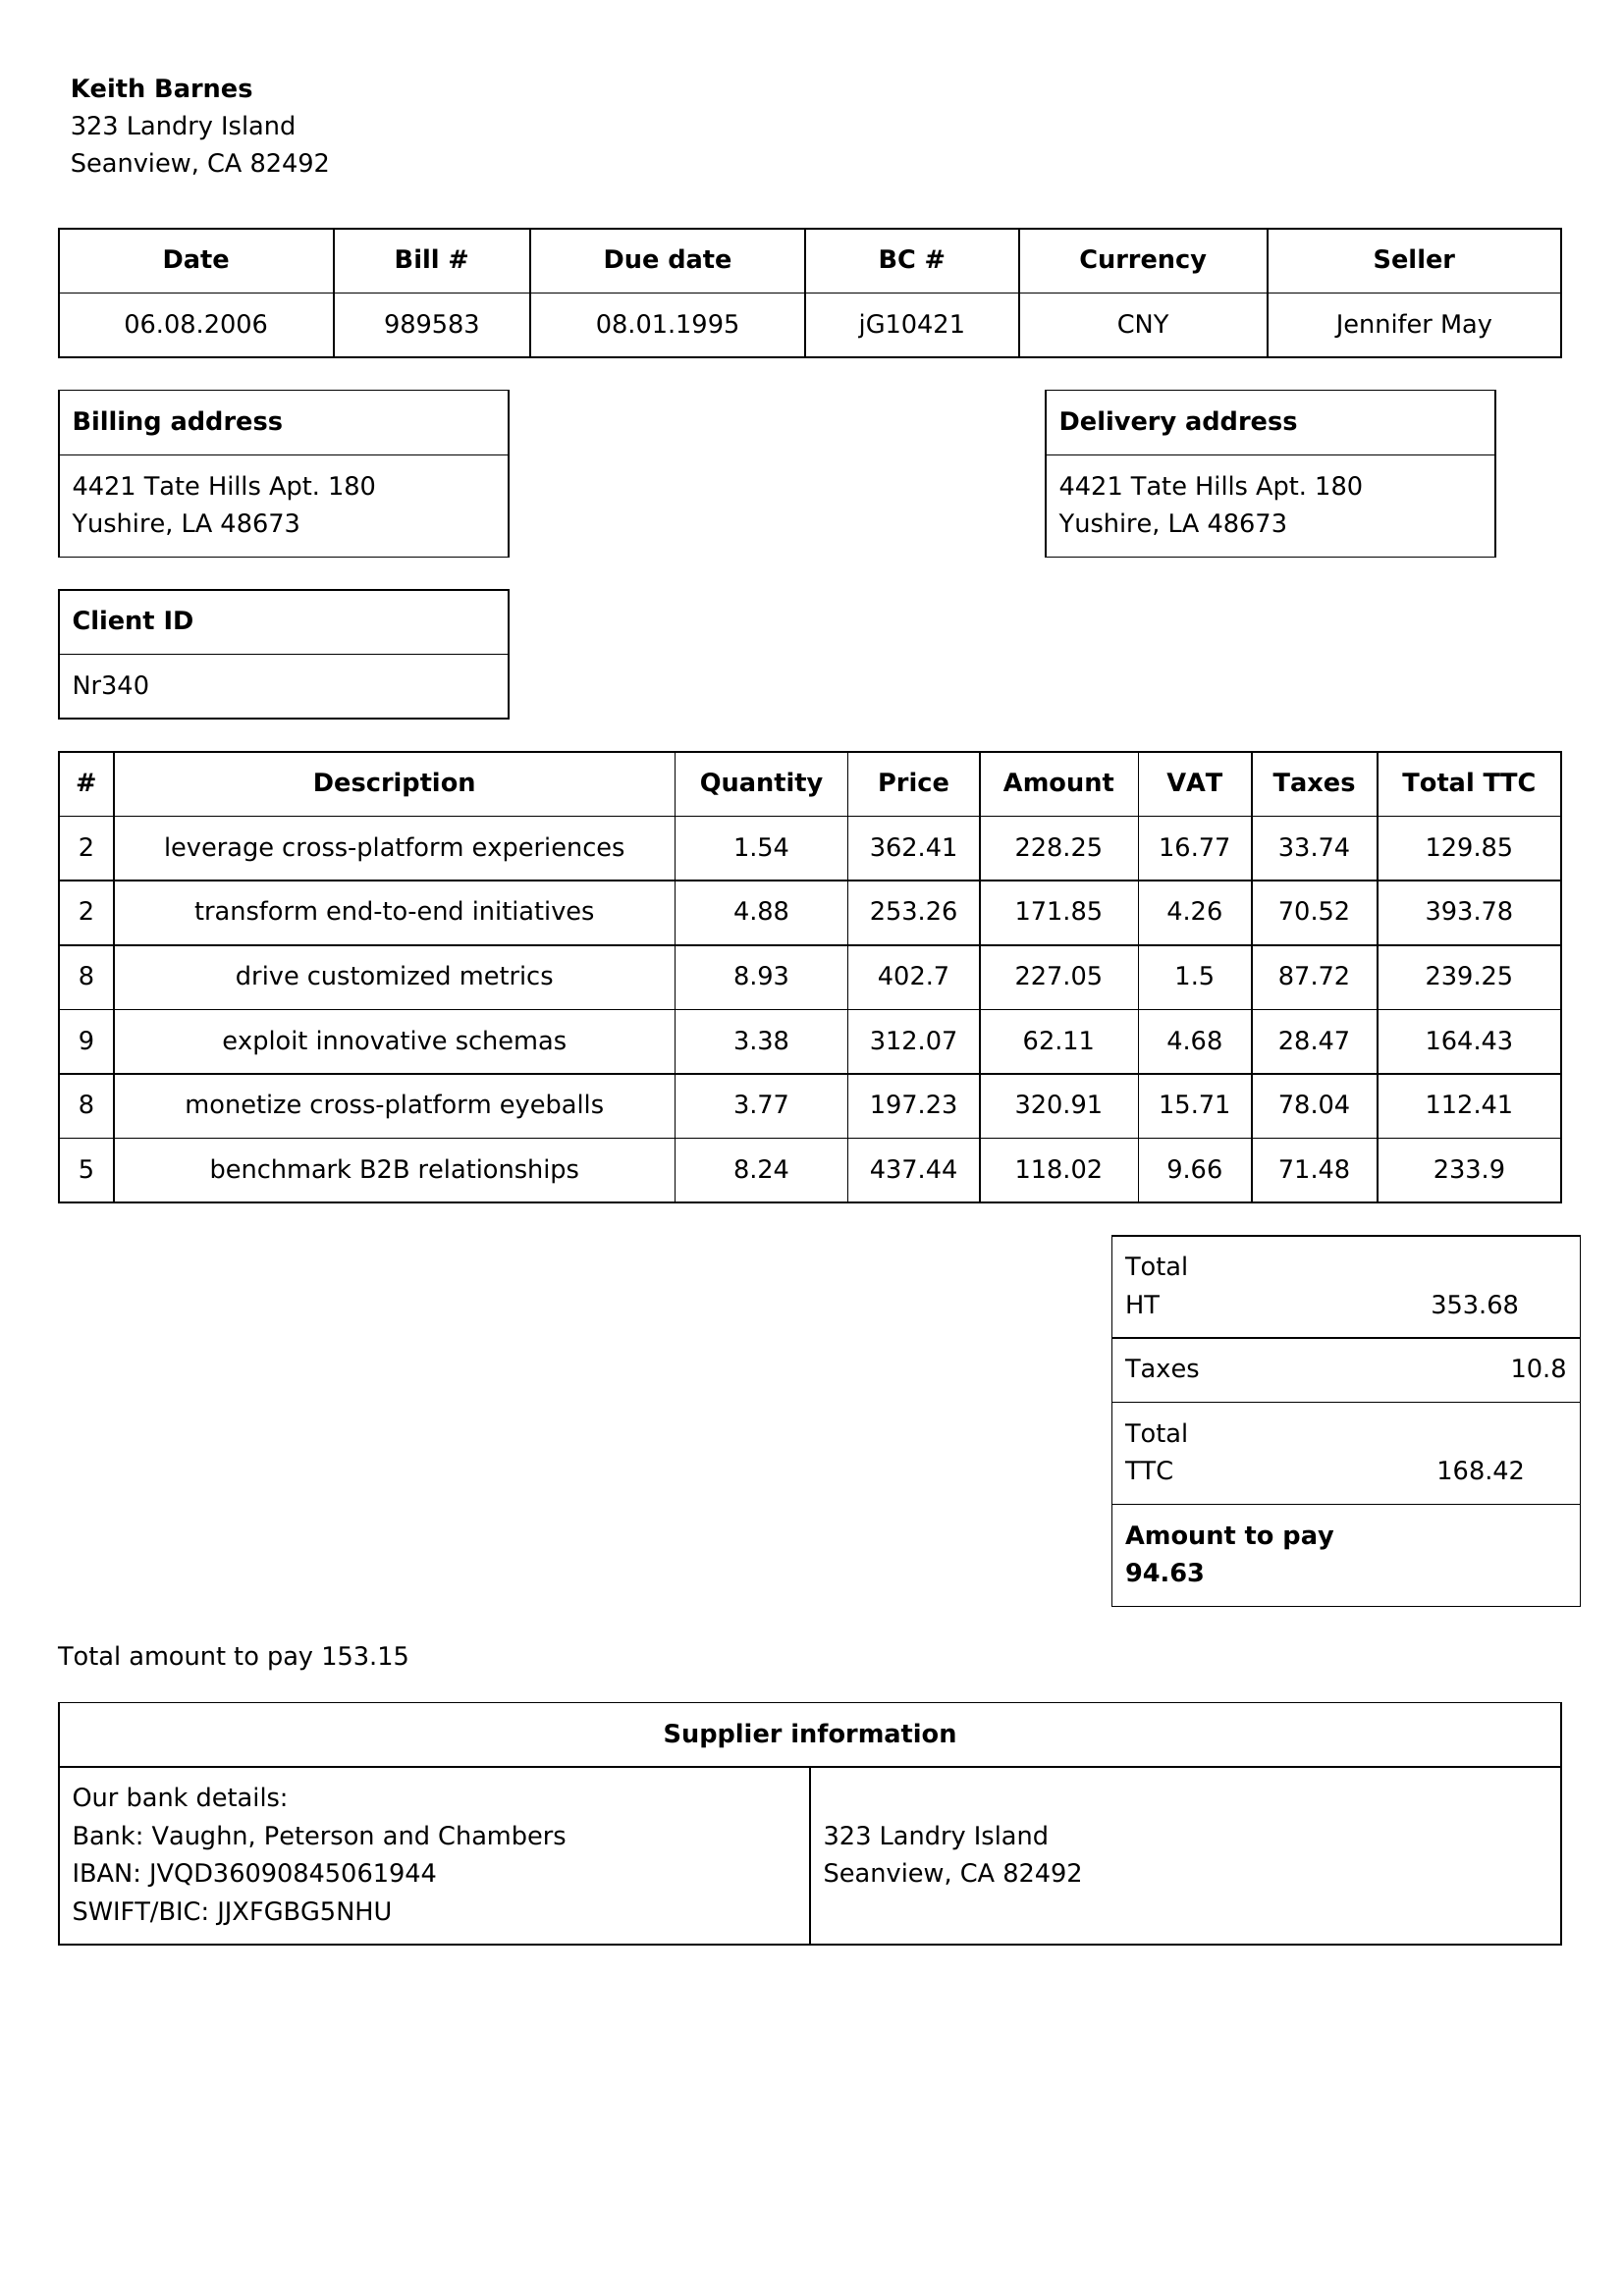 Keith Barnes
323 Landry Island
Seanview, CA 82492
Date Bill # Due date BC # Currency Seller
06.08.2006 989583 08.01.1995 jG10421 CNY Jennifer May
Billing address
4421 Tate Hills Apt. 180
Yushire, LA 48673
Delivery address
4421 Tate Hills Apt. 180
Yushire, LA 48673
Client ID
Nr340
# Description Quantity Price Amount VAT Taxes Total TTC
2 leverage cross-platform experiences 1.54 362.41 228.25 16.77 33.74 129.85
2 transform end-to-end initiatives 4.88 253.26 171.85 4.26 70.52 393.78
8 drive customized metrics 8.93 402.7 227.05 1.5 87.72 239.25
9 exploit innovative schemas 3.38 312.07 62.11 4.68 28.47 164.43
8 monetize cross-platform eyeballs 3.77 197.23 320.91 15.71 78.04 112.41
5 benchmark B2B relationships 8.24 437.44 118.02 9.66 71.48 233.9
Total
HT 353.68
Taxes 10.8
Total
TTC 168.42
Amount to pay
94.63
Total amount to pay 153.15
Supplier information
Our bank details:
Bank: Vaughn, Peterson and Chambers
IBAN: JVQD36090845061944
SWIFT/BIC: JJXFGBG5NHU
323 Landry Island
Seanview, CA 82492